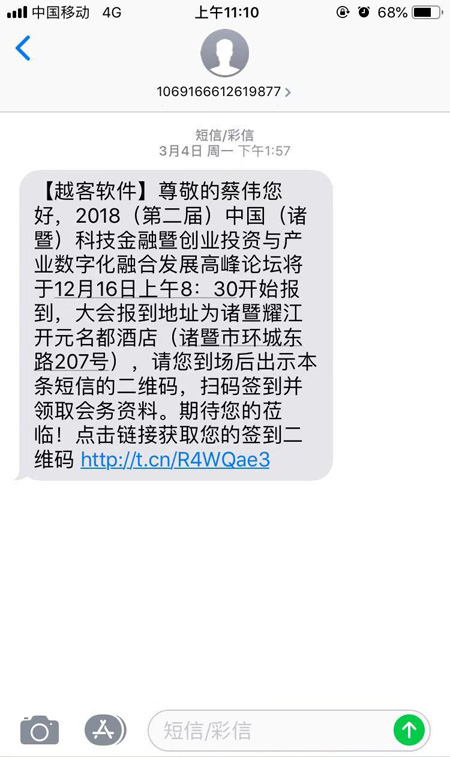 中国移动 4G 上午11:10 68%
1069166612619877
短信/彩信
3月4日 周一 下午1:57
【越客软件】尊敬的蔡伟您
好，2018（第二届）中国（诸
暨）科技金融暨创业投资与产
业数字化融合发展高峰论坛将
于12月16日上午8：30开始报
到，大会报到地址为诸暨耀江
开元名都酒店（诸暨市环城东
路207号），请您到场后出示本
条短信的二维码，扫码签到并
领取会务资料。期待您的莅
临！点击链接获取您的签到二
维码 http://t.cn/R4WQae3
短信/彩信